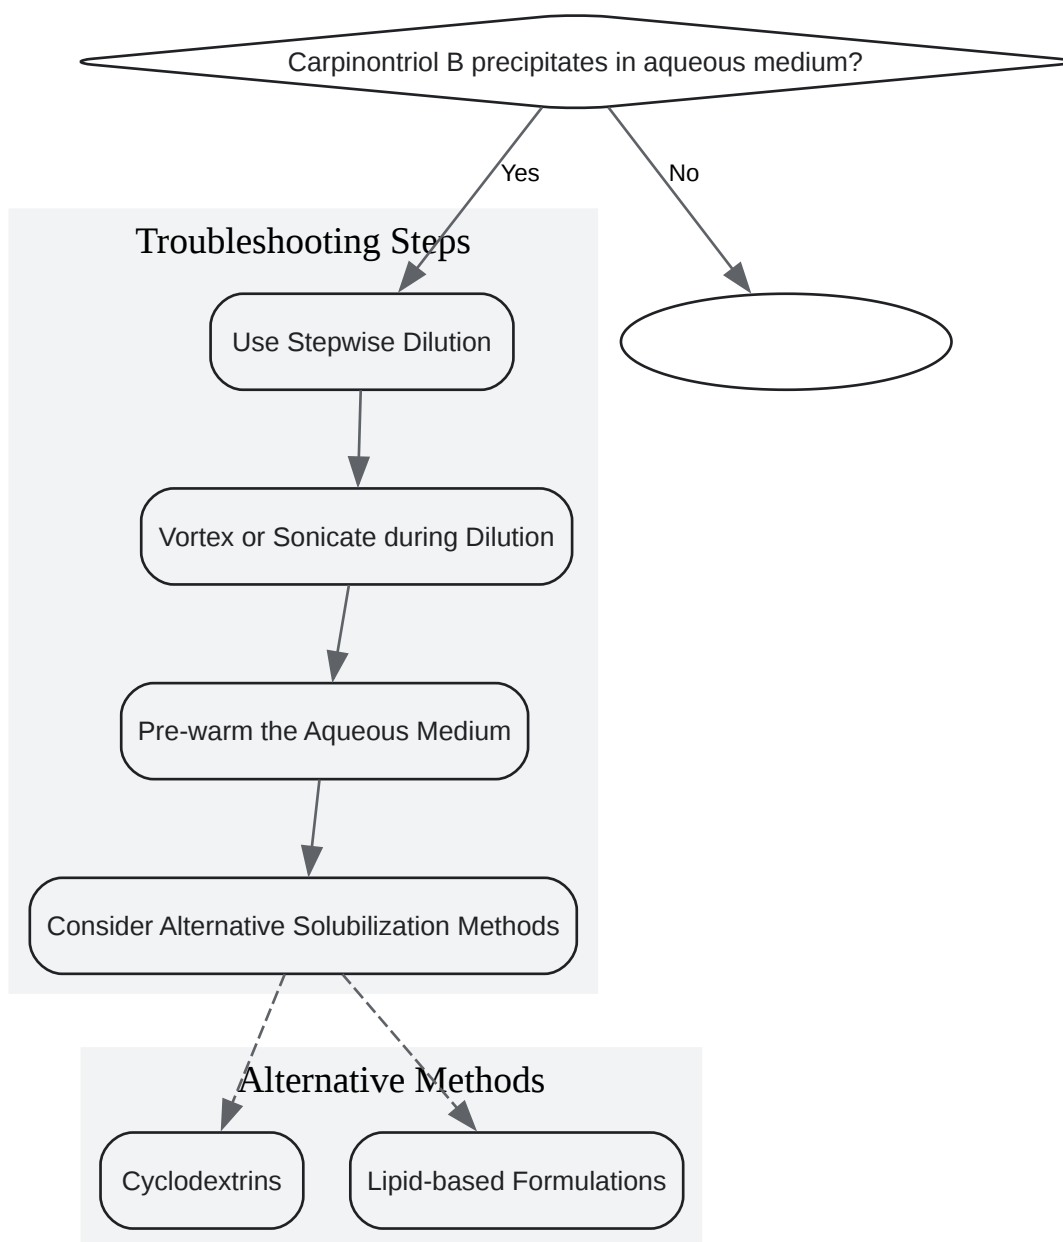 Carpinontriol B precipitates in aqueous medium?
Yes
No
Troubleshooting Steps
Use Stepwise Dilution
Vortex or Sonicate during Dilution
Pre-warm the Aqueous Medium
Consider Alternative Solubilization Methods
Alternative Methods
Cyclodextrins
Lipid-based Formulations